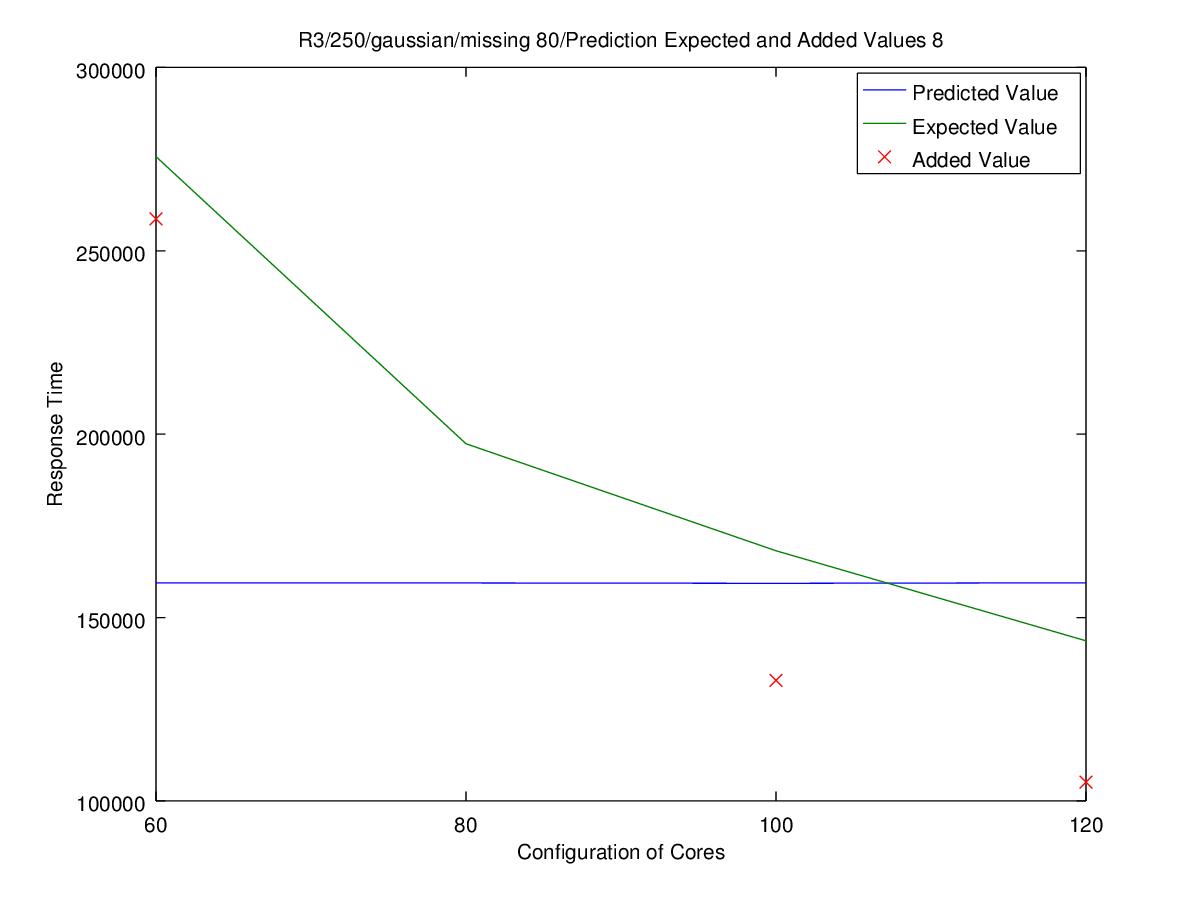 R3/250/gaussian/missing 80/Prediction Expected and Added Values 8
300000
250000
200000
150000
100000
Response Time
60
80
100
120
Configuration of Cores
Predicted Value
Expected Value
Added Value